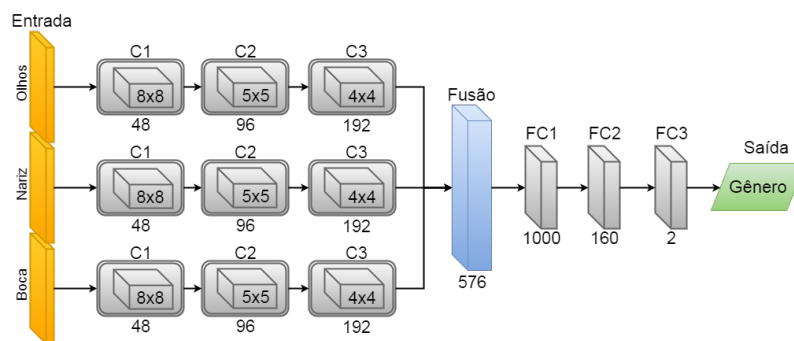 Entrada
Olhos
C1
C2
C3
8x8
5x5
4x4
48
96
192
Nariz
C1
C2
C3
8x8
5x5
4x4
48
96
192
Boca
C1
C2
C3
8x8
5x5
4x4
48
96
192
Fusão
576
FC1
FC2
FC3
1000
160
2
Saída
Gênero